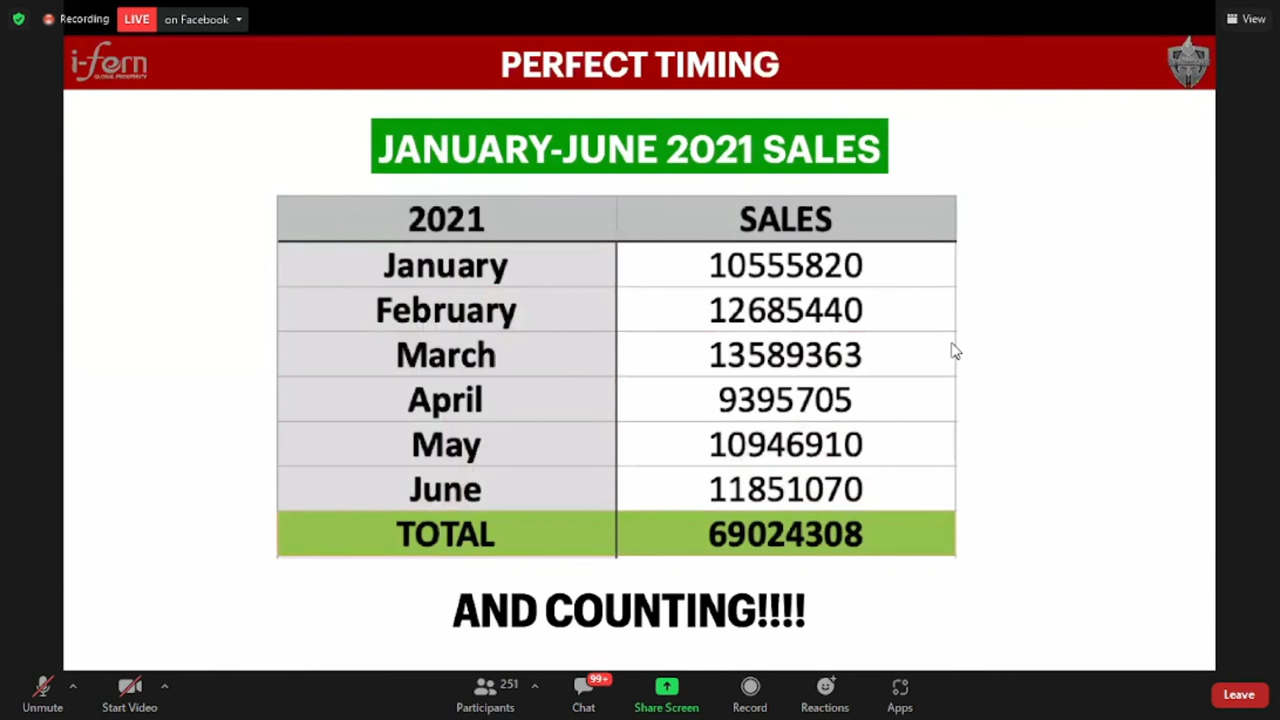 Recording LIVE on Facebook View
i-fern
GLOBAL PROSPERITY
PERFECT TIMING
JANUARY-JUNE 2021 SALES
2021 SALES
January 10555820
February 12685440
March 13589363
April 9395705
May 10946910
June 11851070
TOTAL 69024308
AND COUNTING!!!!
251 99+
Unmute Start Video Participants Chat Share Screen Record Reactions Apps Leave